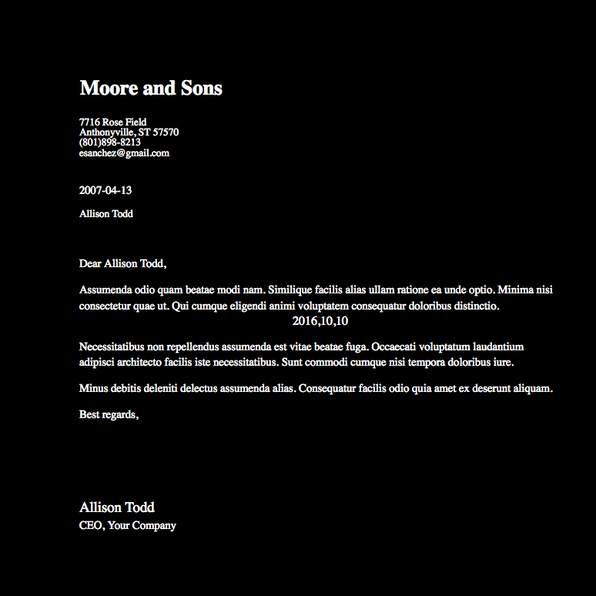 Moore and Sons
7716 Rose Field
Anthonyville, ST 57570
(801)898-8213
esanchez@gmail.com
2007-04-13
Allison Todd
Dear Allison Todd,
Assumenda odio quam beatae modi nam. Similique facilis alias ullam ratione ea unde optio. Minima nisi
consectetur quae ut. Qui cumque eligendi animi voluptatem consequatur doloribus distinctio.
2016,10,10
Necessitatibus non repellendus assumenda est vitae beatae fuga. Occaecati voluptatum laudantium
adipisci architecto facilis iste necessitatibus. Sunt commodi cumque nisi tempora doloribus iure.
Minus debitis deleniti delectus assumenda alias. Consequatur facilis odio quia amet ex deserunt aliquam.
Best regards,
Allison Todd
CEO, Your Company